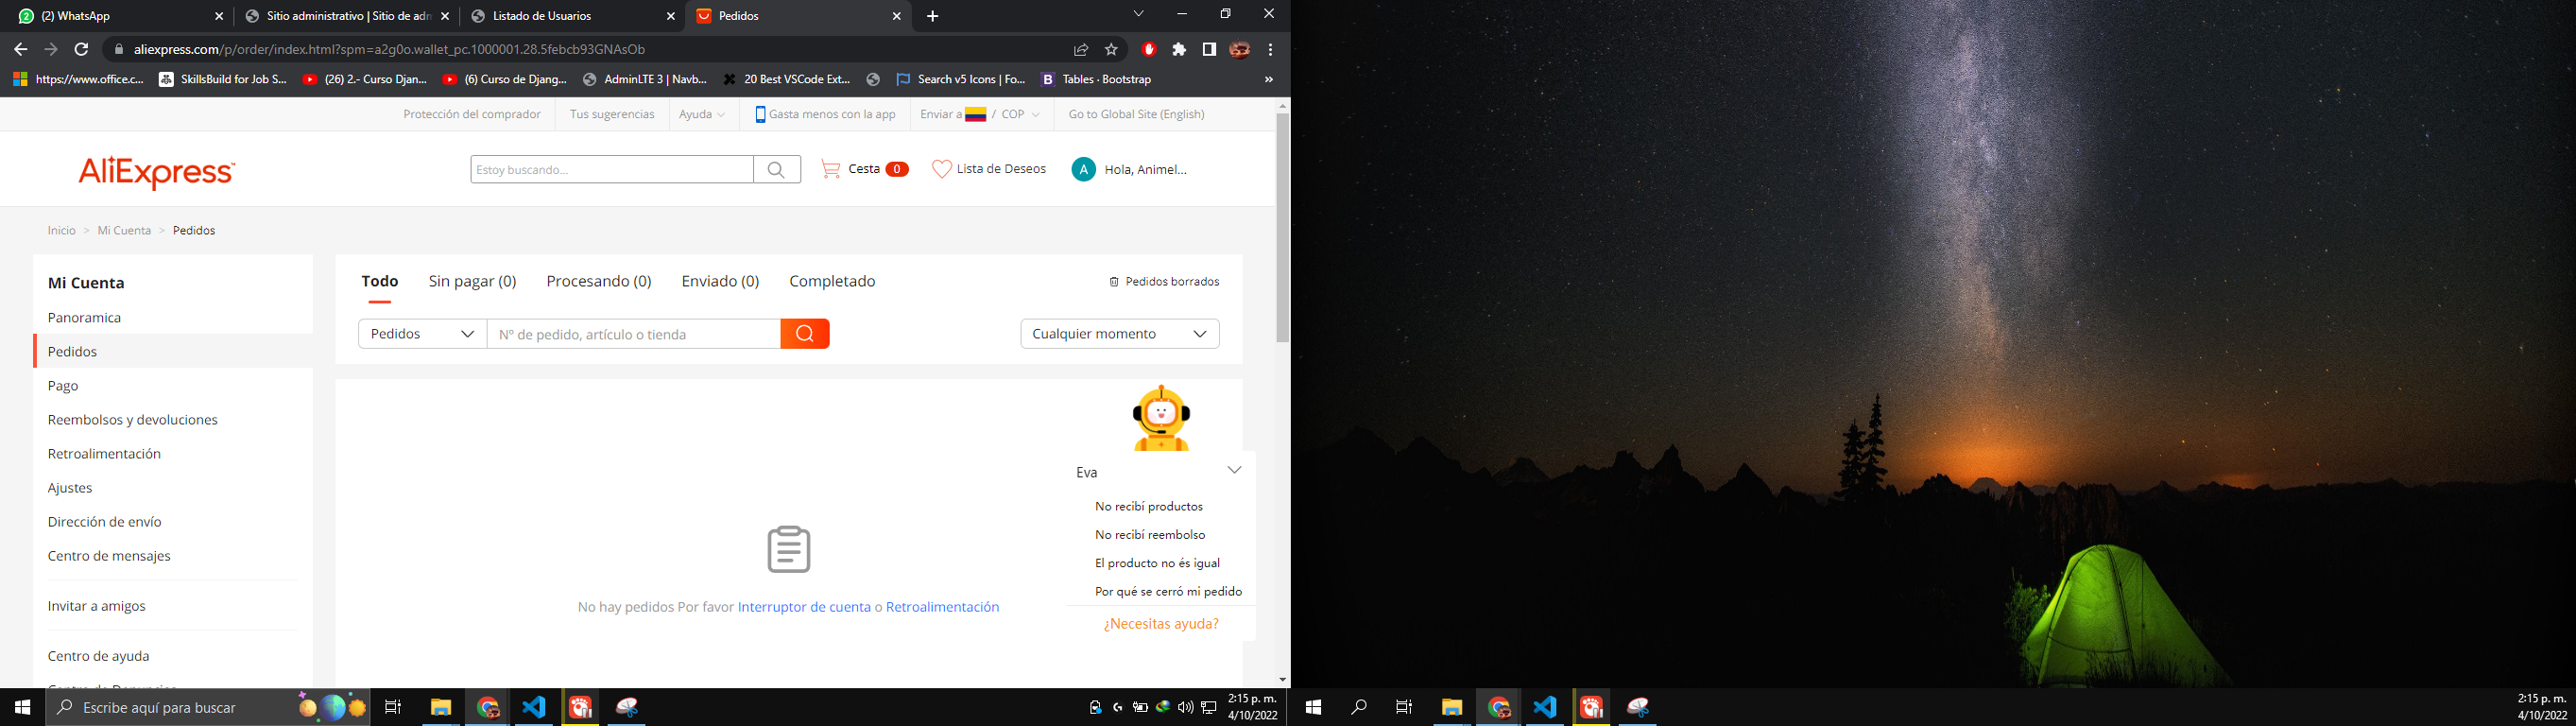 (2) WhatsApp
Sitio administrativo | Sitio de adm
Listado de Usuarios
Pedidos
aliexpress.com/p/order/index.html?spm=a2g0o.wallet_pc.1000001.28.5febcb93GNAsOb
https://www.office.c...
SkillsBuild for Job S...
(26) 2.- Curso Djan...
(6) Curso de Djang...
AdminLTE 3 | Navb...
20 Best VSCode Ext...
Search v5 Icons | Fo...
Tables · Bootstrap
»
Protección del comprador
Tus sugerencias
Ayuda
Gasta menos con la app
Enviar a / COP
Go to Global Site (English)
AliExpress™
Estoy buscando...
Cesta 0
Lista de Deseos
A Hola, Animel...
Inicio > Mi Cuenta > Pedidos
Mi Cuenta
Panoramica
Pedidos
Pago
Reembolsos y devoluciones
Retroalimentación
Ajustes
Dirección de envío
Centro de mensajes
Invitar a amigos
Centro de ayuda
Todo
Sin pagar (0)
Procesando (0)
Enviado (0)
Completado
Pedidos borrados
Pedidos
Nº de pedido, artículo o tienda
Cualquier momento
No hay pedidos Por favor Interruptor de cuenta o Retroalimentación
Eva
No recibí productos
No recibí reembolso
El producto no és igual
Por qué se cerró mi pedido
¿Necesitas ayuda?
Escribe aquí para buscar
2:15 p. m.
4/10/2022
2:15 p. m.
4/10/2022